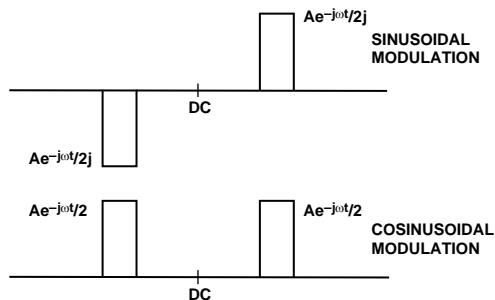 Ae–jωt/2j
SINUSOIDAL
MODULATION
DC
Ae–jωt/2j
Ae–jωt/2
Ae–jωt/2
COSINUSOIDAL
MODULATION
DC